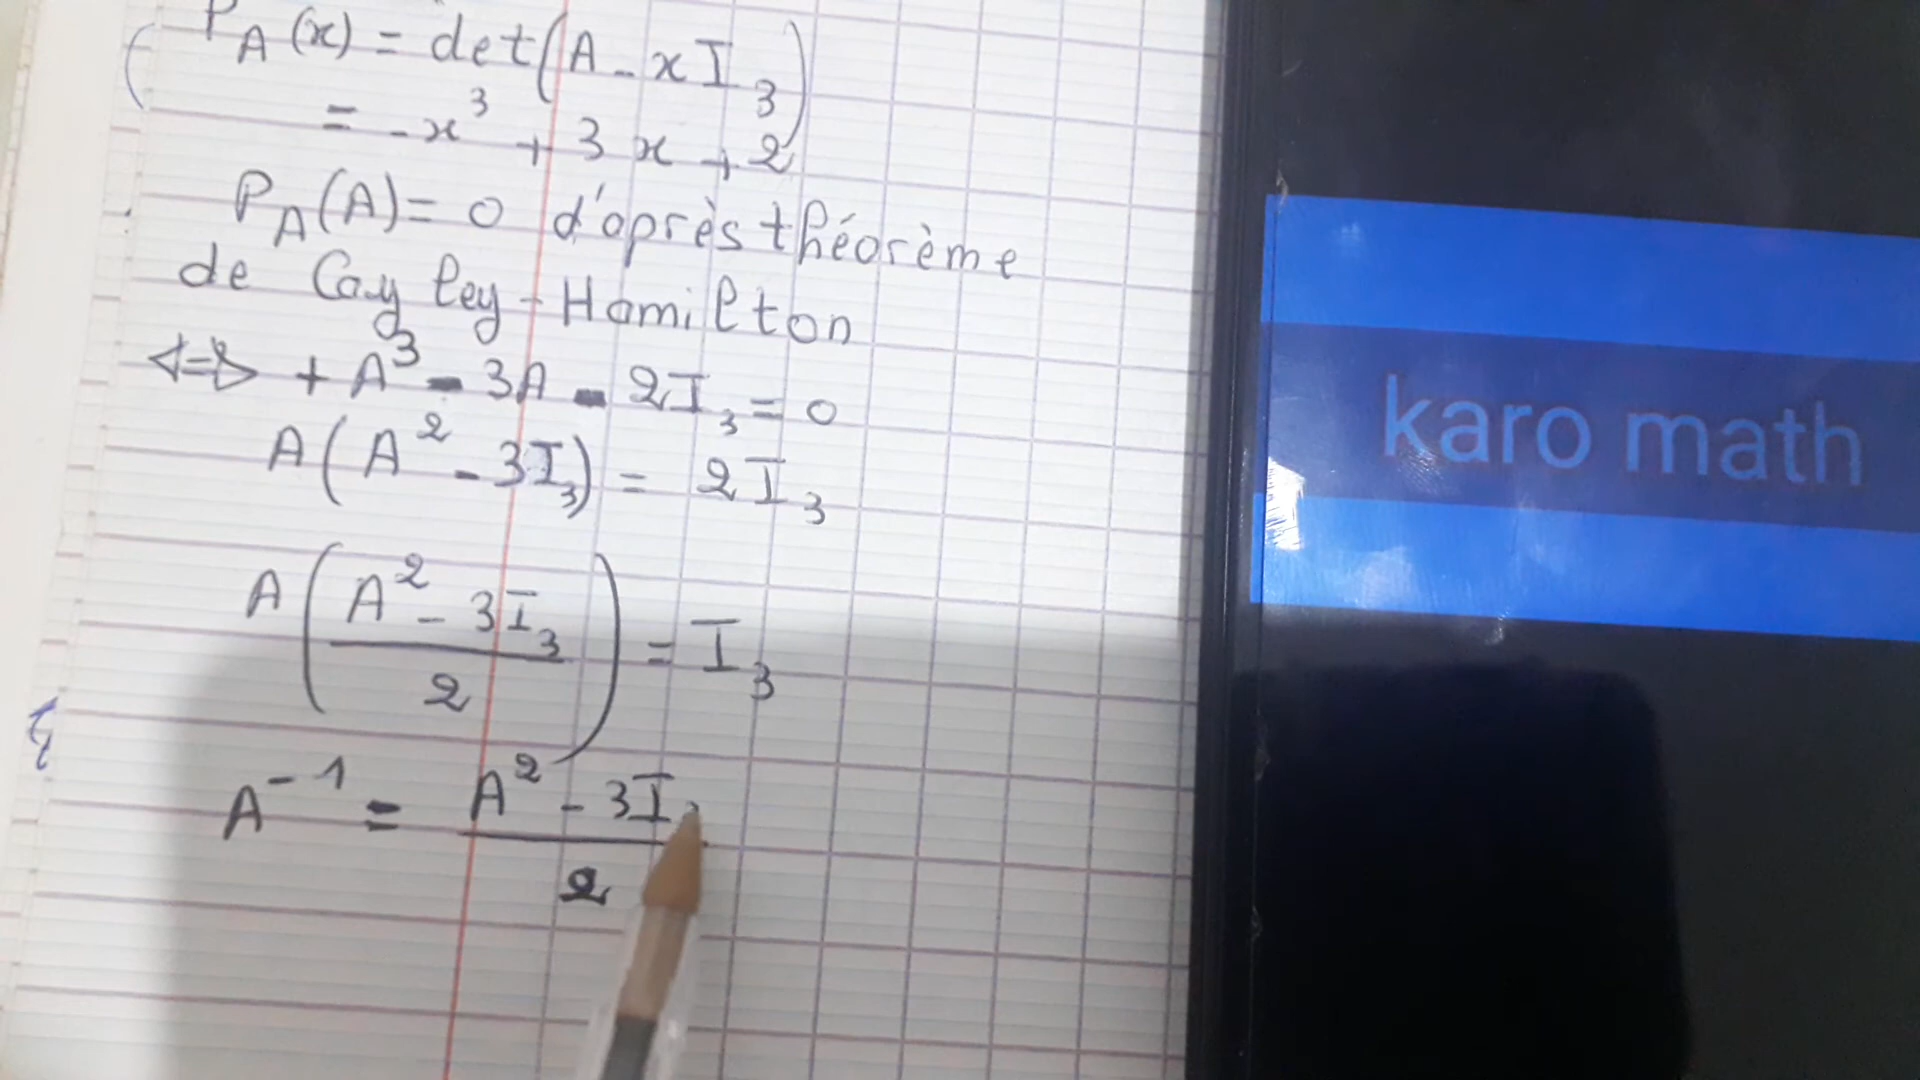 P_A(x) = det(A - xI_3)
= -x^3 + 3x + 2
P_A(A) = 0 d'après théorème
de Cayley-Hamilton
<=> + A^3 - 3A - 2I_3 = 0
A(A^2 - 3I_3) = 2I_3
A((A^2 - 3I_3)/2) = I_3
A^-1 = (A^2 - 3I)/2
karo math